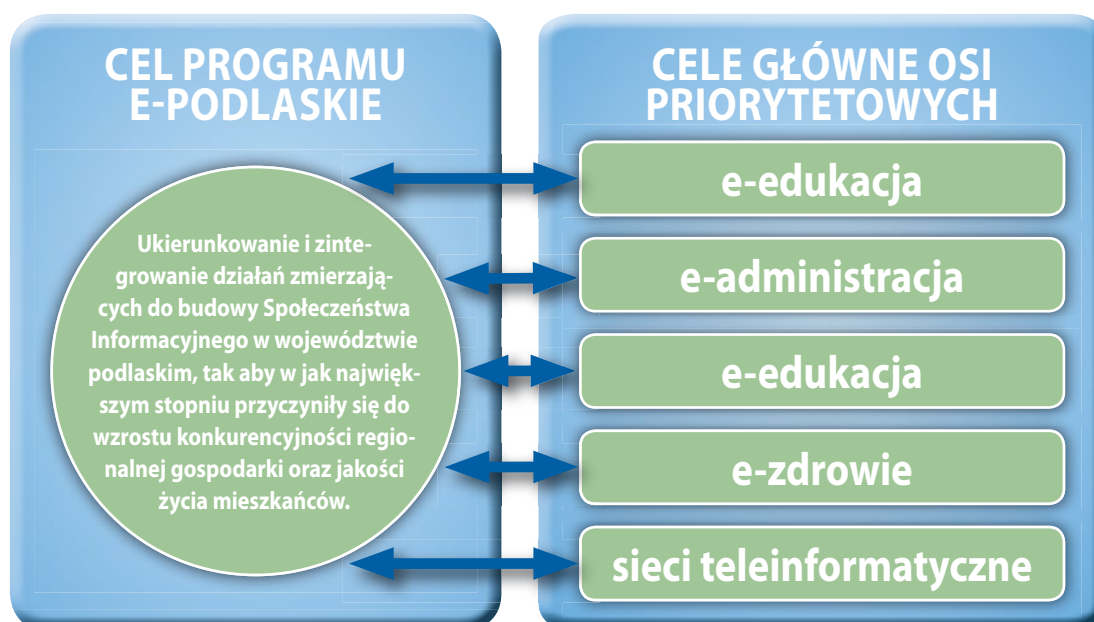 CEL PROGRAMU
E-PODLASKIE
Ukierunkowanie i zinte-
growanie działań zmierzają-
cych do budowy Społeczeństwa
Informacyjnego w województwie
podlaskim, tak aby w jak najwięk-
szym stopniu przyczyniły się do
wzrostu konkurencyjności regio-
nalnej gospodarki oraz jakości
życia mieszkańców.
CELE GŁÓWNE OSI
PRIORYTETOWYCH
e-edukacja
e-administracja
e-edukacja
e-zdrowie
sieci teleinformatyczne